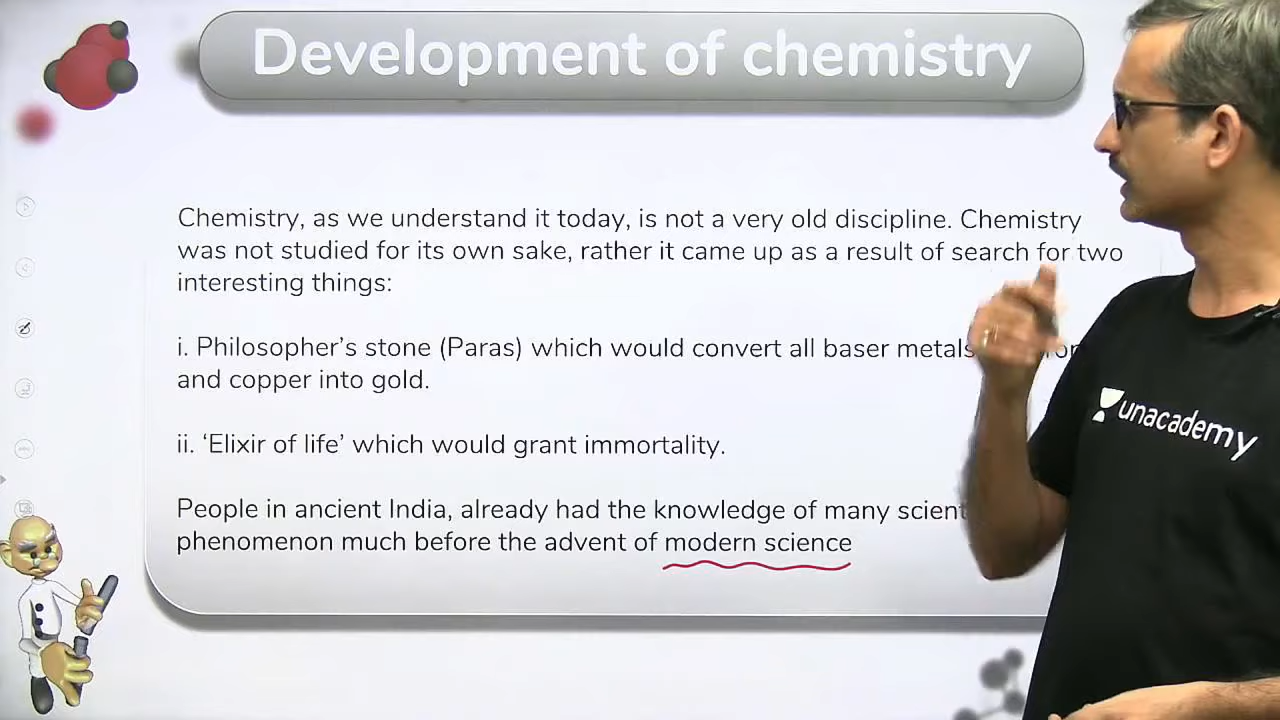 Development of chemistry
Chemistry, as we understand it today, is not a very old discipline. Chemistry
was not studied for its own sake, rather it came up as a result of search for two
interesting things:
i. Philosopher's stone (Paras) which would convert all baser metals
and copper into gold.
ii. ‘Elixir of life’ which would grant immortality.
People in ancient India, already had the knowledge of many
phenomenon much before the advent of modern science
unacademy